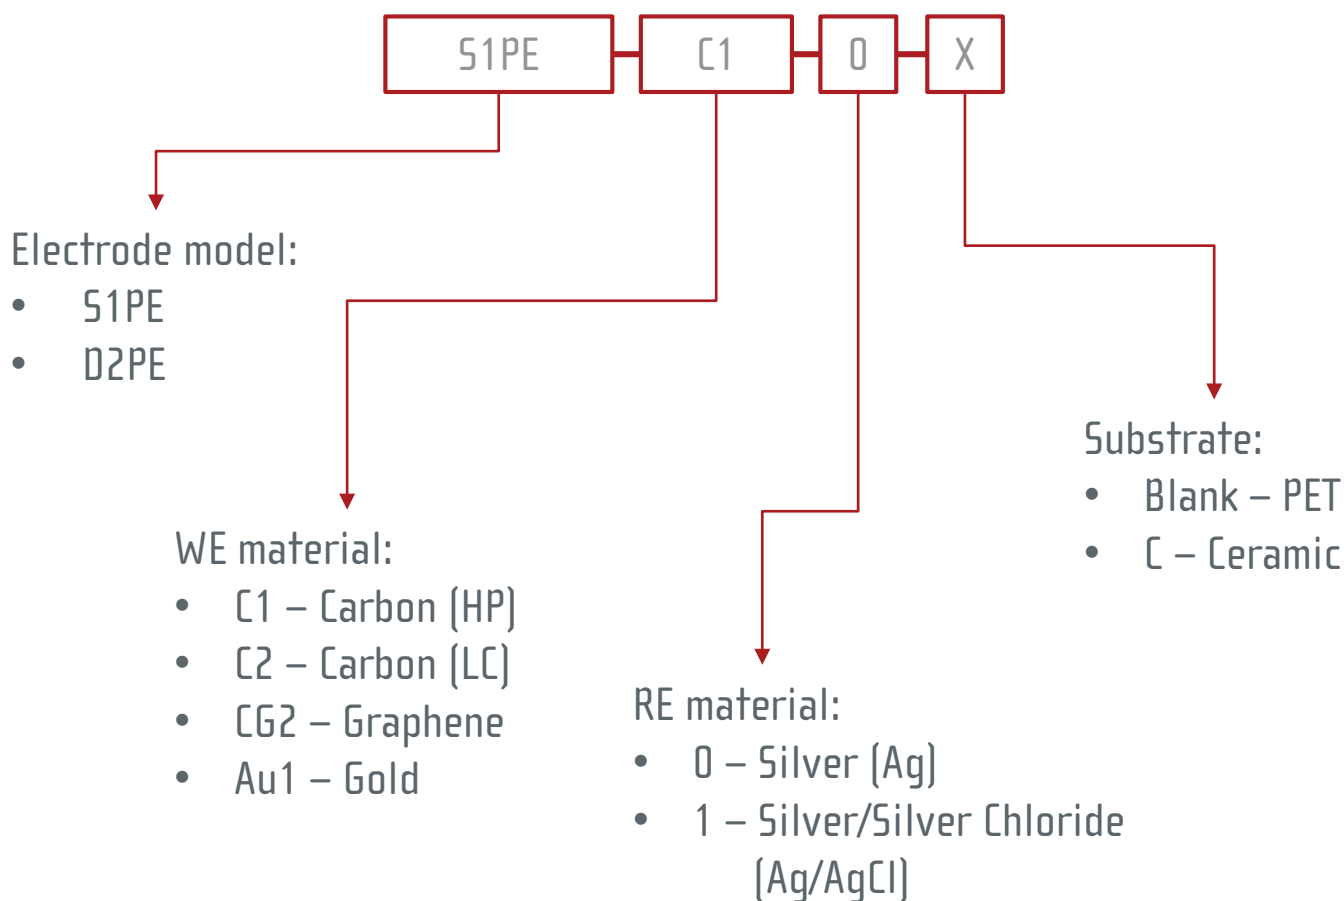 S1PE C1 0 X
Electrode model:
• S1PE
• D2PE
Substrate:
• Blank – PET
• C – Ceramic
WE material:
• C1 – Carbon (HP)
• C2 – Carbon (LC)
• CG2 – Graphene
• Au1 – Gold
RE material:
• 0 – Silver (Ag)
• 1 – Silver/Silver Chloride
(Ag/AgCl)